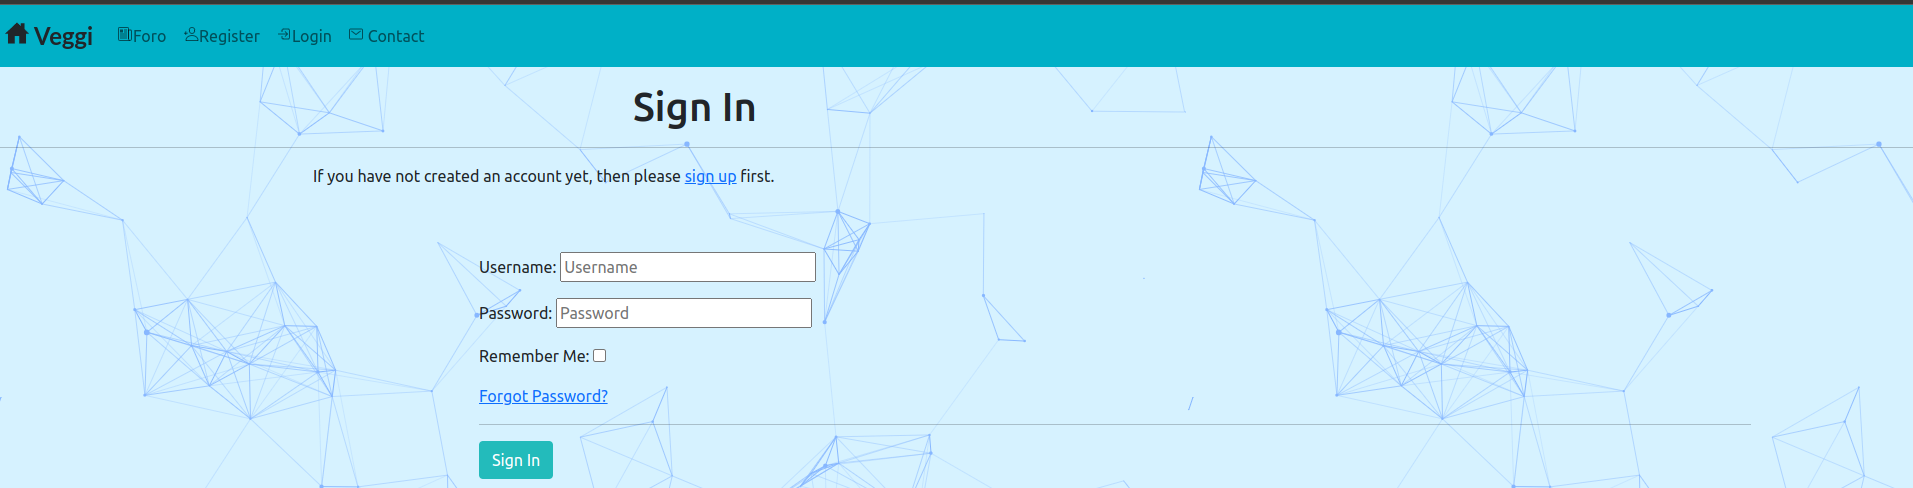 Veggi Foro Register Login Contact
Sign In
If you have not created an account yet, then please sign up first.
Username: Username
Password: Password
Remember Me:
Forgot Password?
Sign In